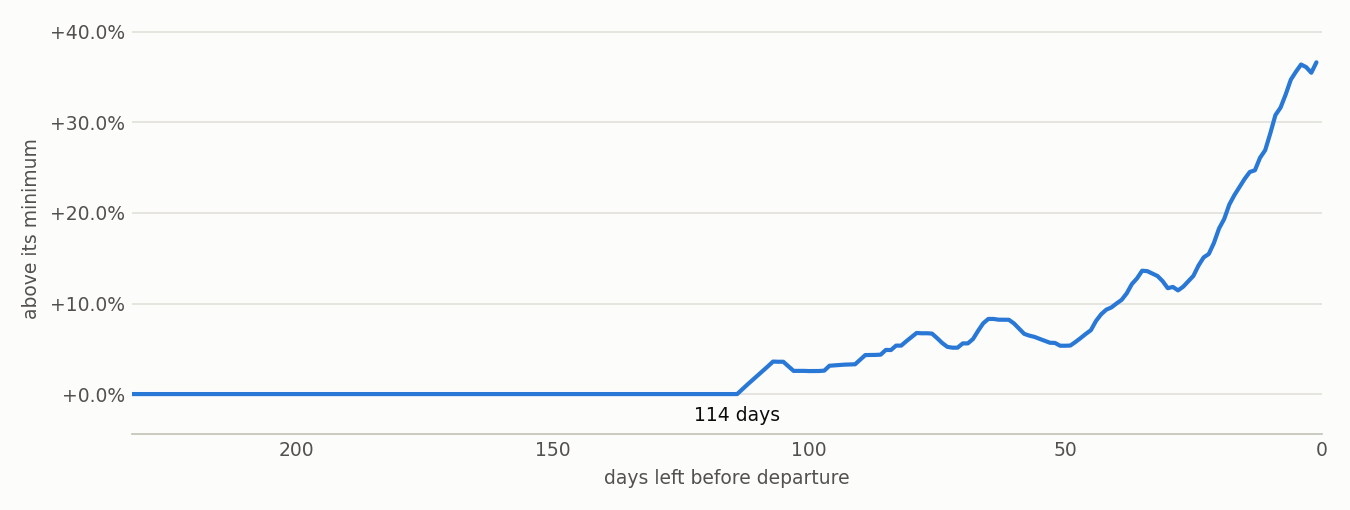 +40.0%
+30.0%
+20.0%
+10.0%
+0.0%
above its minimum
114 days
200 150 100 50 0
days left before departure